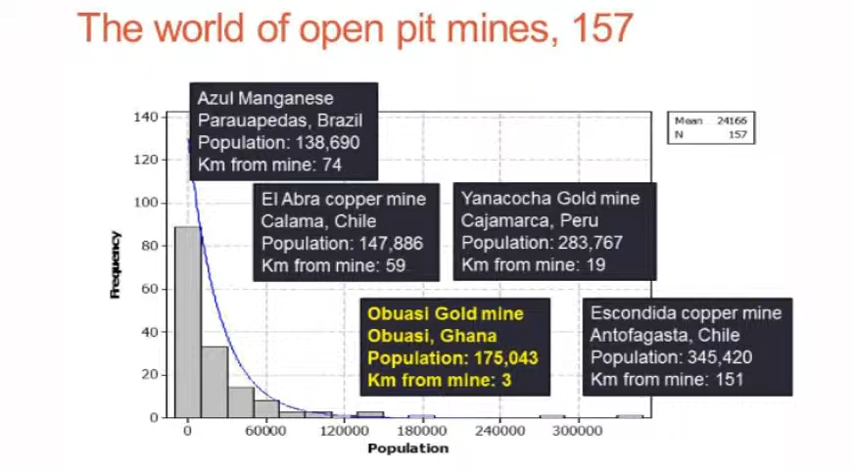 The world of open pit mines, 157
Azul Manganese
Parauapedas, Brazil
Population: 138,690
Km from mine: 74
Mean 24166
N 157
El Abra copper mine
Calama, Chile
Population: 147,886
Km from mine: 59
Yanacocha Gold mine
Cajamarca, Peru
Population: 283,767
Km from mine: 19
Obuasi Gold mine
Obuasi, Ghana
Population: 175,043
Km from mine: 3
Escondida copper mine
Antofagasta, Chile
Population: 345,420
Km from mine: 151
Frequency
140
120
100
80
60
40
20
0
0 60000 120000 180000 240000 300000
Population